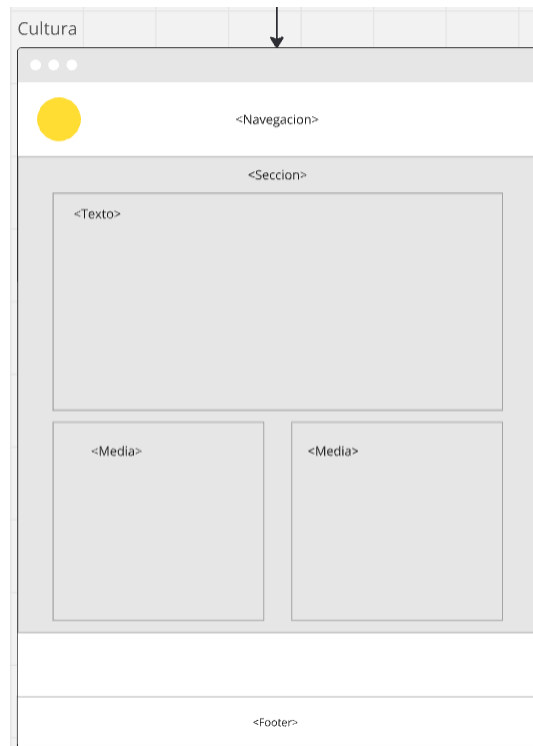 Cultura
<Navegacion>
<Seccion>
<Texto>
<Media>
<Media>
<Footer>